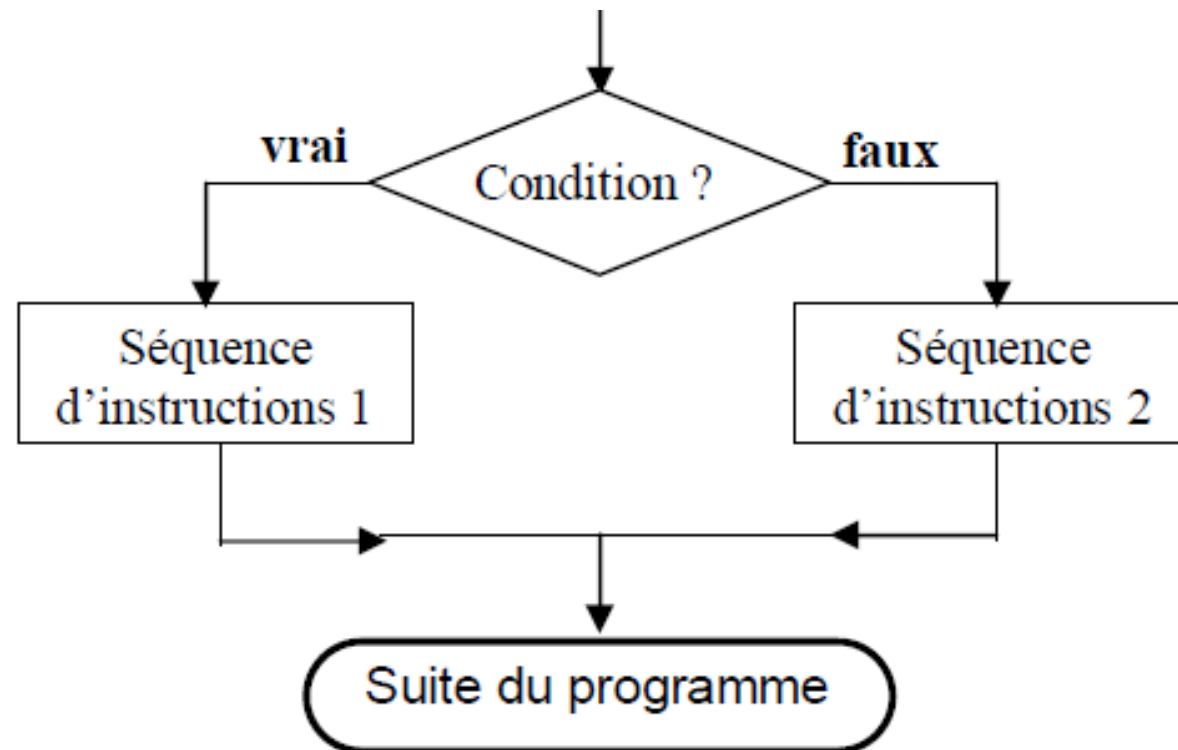 vrai
faux
Condition ?
Séquence
d’instructions 1
Séquence
d’instructions 2
Suite du programme